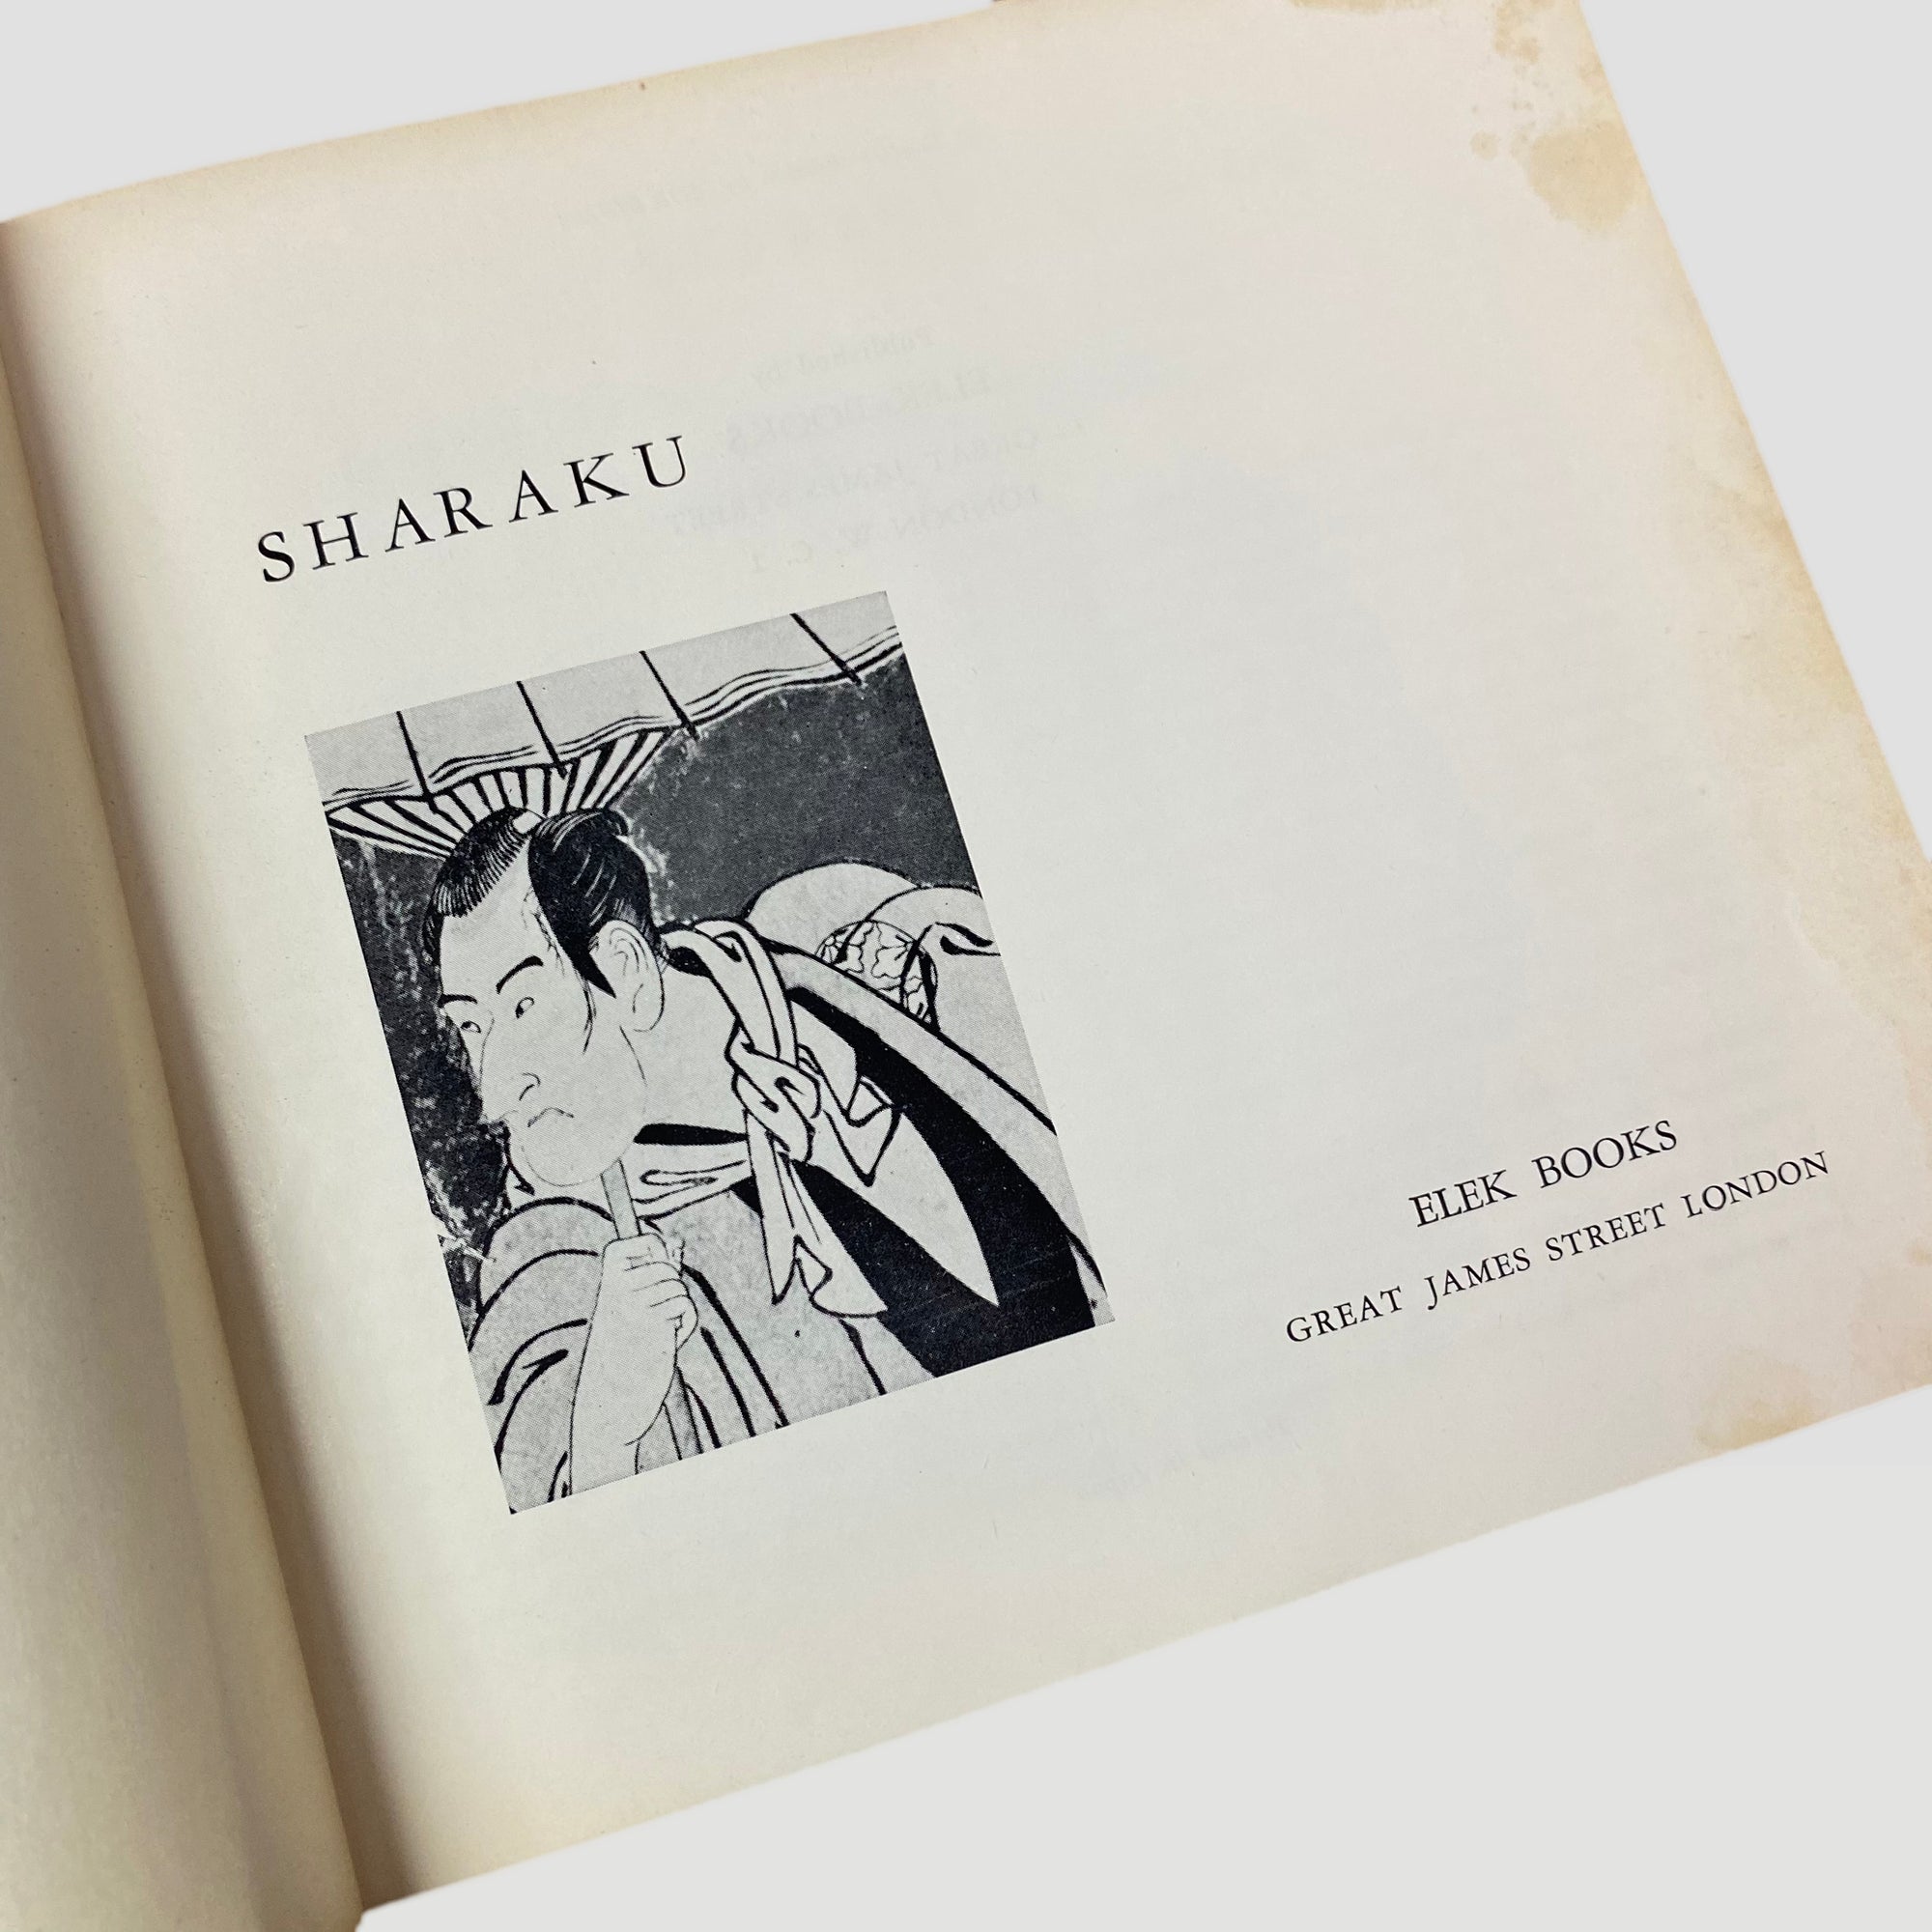 SHARAKU
ELEK BOOKS
GREAT JAMES STREET LONDON